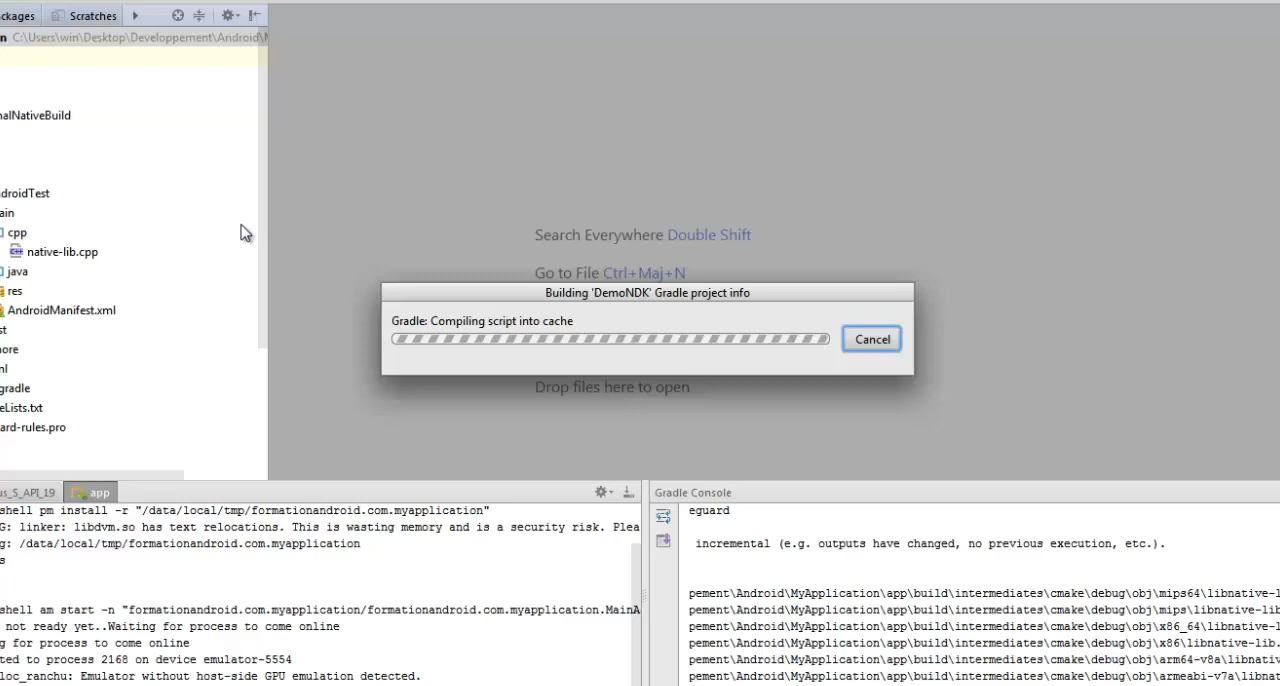 ckages Scratches
n C:\Users\win\Desktop\Developpement\Android\M
nalNativeBuild
droidTest
ain
cpp
native-lib.cpp
java
res
AndroidManifest.xml
st
nore
ml
gradle
eLists.txt
ard-rules.pro
Search Everywhere Double Shift
Go to File Ctrl+Maj+N
Building 'DemoNDK' Gradle project info
Gradle: Compiling script into cache
Cancel
Drop files here to open
us_S_API_19 app
shell pm install -r "/data/local/tmp/formationandroid.com.myapplication"
G: linker: libdvm.so has text relocations. This is wasting memory and is a security risk. Plea
g: /data/local/tmp/formationandroid.com.myapplication
s
shell am start -n "formationandroid.com.myapplication/formationandroid.com.myapplication.MainA
not ready yet..Waiting for process to come online
g for process to come online
ted to process 2168 on device emulator-5554
loc_ranchu: Emulator without host-side GPU emulation detected.
Gradle Console
eguard
incremental (e.g. outputs have changed, no previous execution, etc.).
pement\Android\MyApplication\app\build\intermediates\cmake\debug\obj\mips64\libnative-l
pement\Android\MyApplication\app\build\intermediates\cmake\debug\obj\mips\libnative-lib
pement\Android\MyApplication\app\build\intermediates\cmake\debug\obj\x86_64\libnative-l
pement\Android\MyApplication\app\build\intermediates\cmake\debug\obj\x86\libnative-lib.
pement\Android\MyApplication\app\build\intermediates\cmake\debug\obj\arm64-v8a\libnativ
pement\Android\MyApplication\app\build\intermediates\cmake\debug\obj\armeabi-v7a\libnat